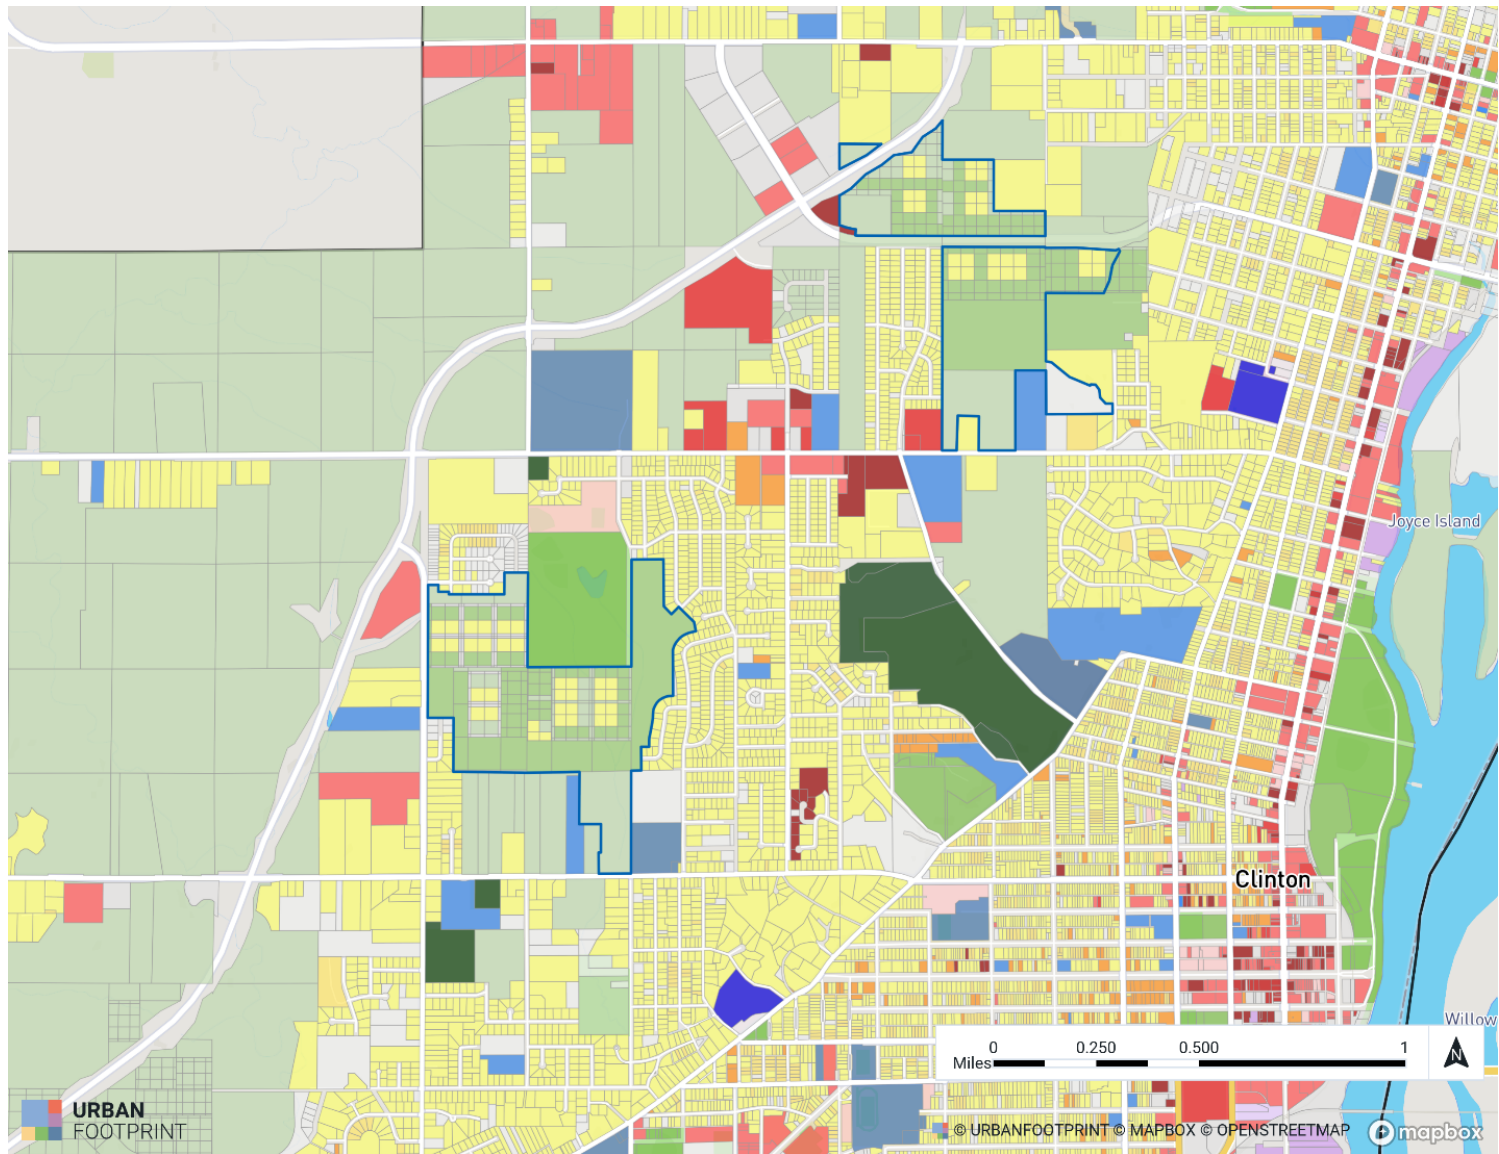 Joyce Island
Clinton
Willow
0 0.250 0.500 1
Miles
N
URBAN
FOOTPRINT
© URBANFOOTPRINT © MAPBOX © OPENSTREETMAP
mapbox